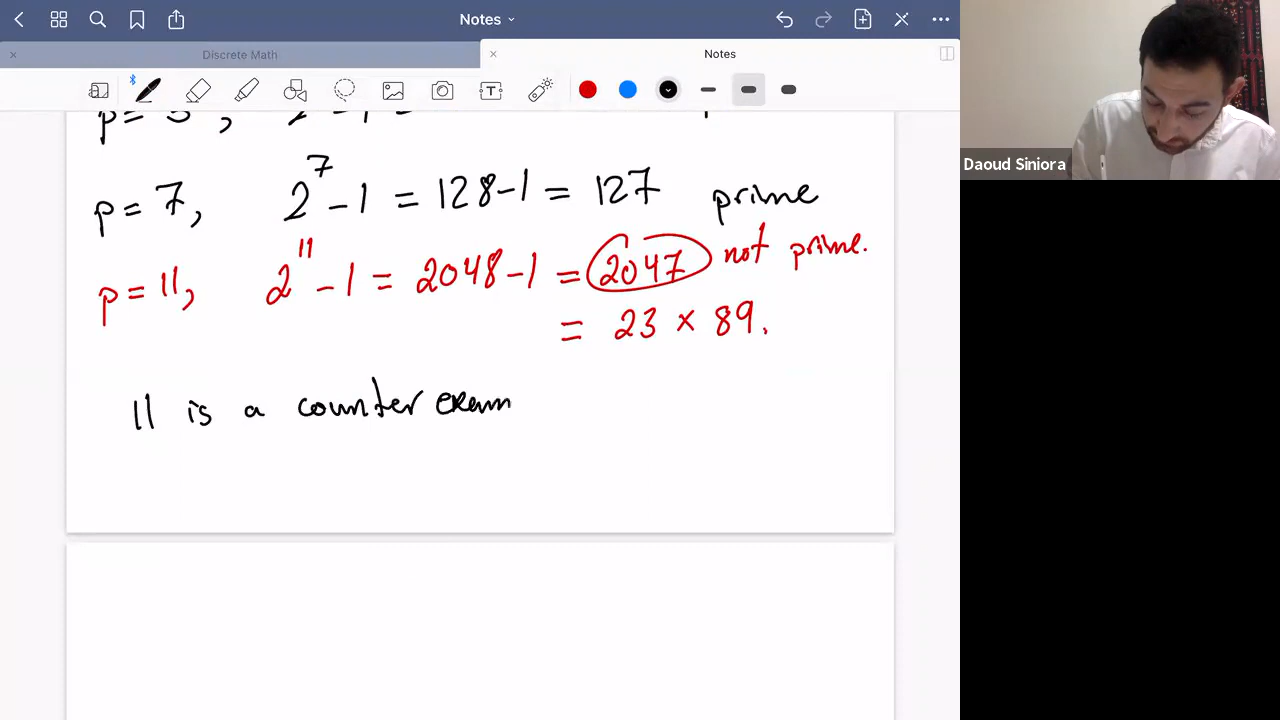 Notes
Discrete Math
Notes
Daoud Siniora
p = 7, 2^7 - 1 = 128 - 1 = 127 prime
p = 11, 2^11 - 1 = 2048 - 1 = 2047 not prime.
= 23 × 89.
11 is a counter exam